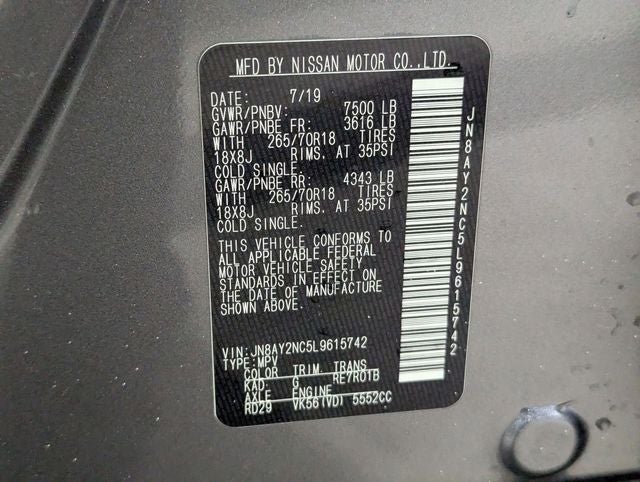 MFD BY NISSAN MOTOR CO.,LTD.
DATE: 7/19
GVWR/PNBV: 7500 LB
GAWR/PNBE FR: 3616 LB
WITH 265/70R18 TIRES
18X8J RIMS, AT 35PSI
COLD SINGLE.
GAWR/PNBE RR: 4343 LB
WITH 265/70R18 TIRES
18X8J RIMS, AT 35PSI
COLD SINGLE.
THIS VEHICLE CONFORMS TO
ALL APPLICABLE FEDERAL
MOTOR VEHICLE SAFETY
STANDARDS IN EFFECT ON
THE DATE OF MANUFACTURE
SHOWN ABOVE.
VIN: JN8AY2NC5L9615742
TYPE: MPV
COLOR TRIM TRANS
KAD G RE7R01B
AXLE ENGINE
RD29 VK56(VD) 5552CC
JN8AY2NC5L9615742